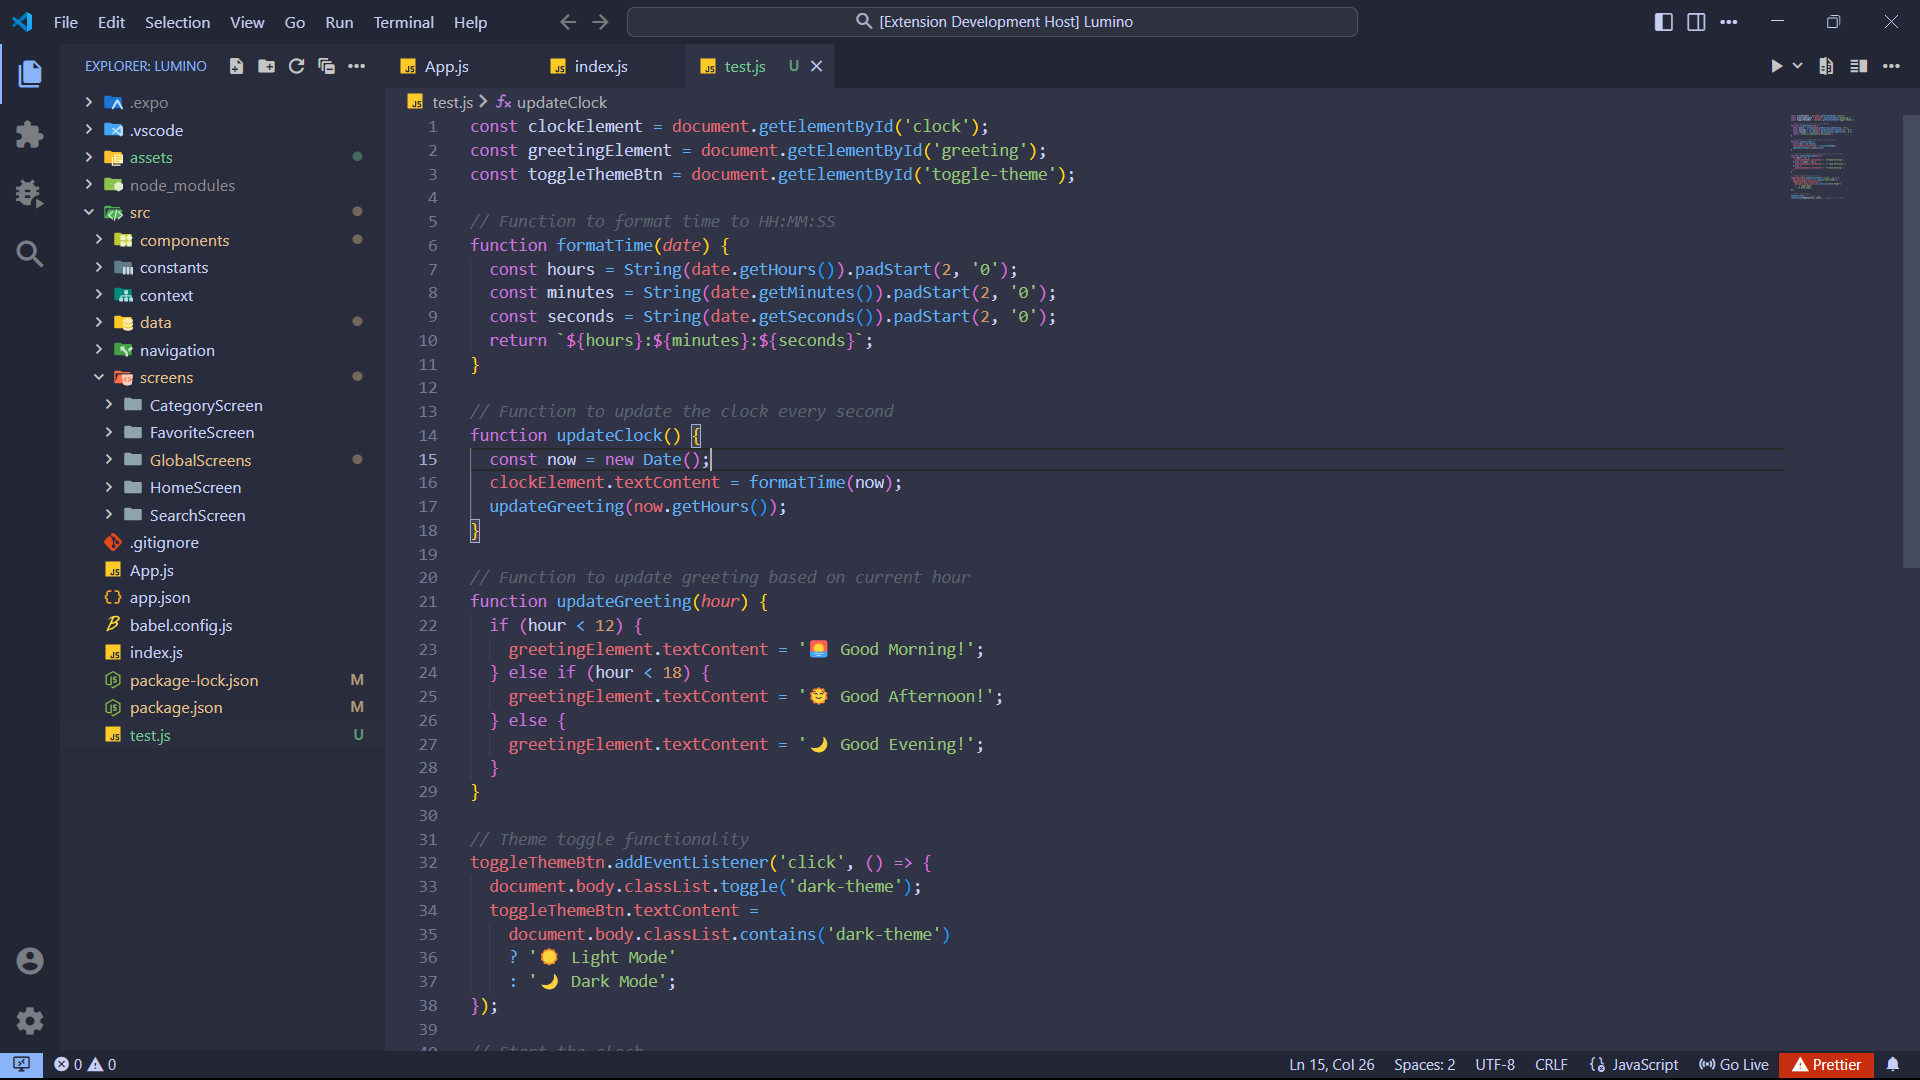 File Edit Selection View Go Run Terminal Help
[Extension Development Host] Lumino
EXPLORER: LUMINO
.expo
.vscode
assets
node_modules
src
components
constants
context
data
navigation
screens
CategoryScreen
FavoriteScreen
GlobalScreens
HomeScreen
SearchScreen
.gitignore
App.js
app.json
babel.config.js
index.js
package-lock.json M
package.json M
test.js U
App.js index.js test.js U
test.js updateClock
1 const clockElement = document.getElementById('clock');
2 const greetingElement = document.getElementById('greeting');
3 const toggleThemeBtn = document.getElementById('toggle-theme');
4
5 // Function to format time to HH:MM:SS
6 function formatTime(date) {
7 const hours = String(date.getHours()).padStart(2, '0');
8 const minutes = String(date.getMinutes()).padStart(2, '0');
9 const seconds = String(date.getSeconds()).padStart(2, '0');
10 return `${hours}:${minutes}:${seconds}`;
11 }
12
13 // Function to update the clock every second
14 function updateClock() {
15 const now = new Date();
16 clockElement.textContent = formatTime(now);
17 updateGreeting(now.getHours());
18 }
19
20 // Function to update greeting based on current hour
21 function updateGreeting(hour) {
22 if (hour < 12) {
23 greetingElement.textContent = '🌅 Good Morning!';
24 } else if (hour < 18) {
25 greetingElement.textContent = '🌞 Good Afternoon!';
26 } else {
27 greetingElement.textContent = '🌙 Good Evening!';
28 }
29 }
30
31 // Theme toggle functionality
32 toggleThemeBtn.addEventListener('click', () => {
33 document.body.classList.toggle('dark-theme');
34 toggleThemeBtn.textContent =
35 document.body.classList.contains('dark-theme')
36 ? '☀️ Light Mode'
37 : '🌙 Dark Mode';
38 });
39
40 // Start the clock
0 0 Ln 15, Col 26 Spaces: 2 UTF-8 CRLF JavaScript Go Live Prettier